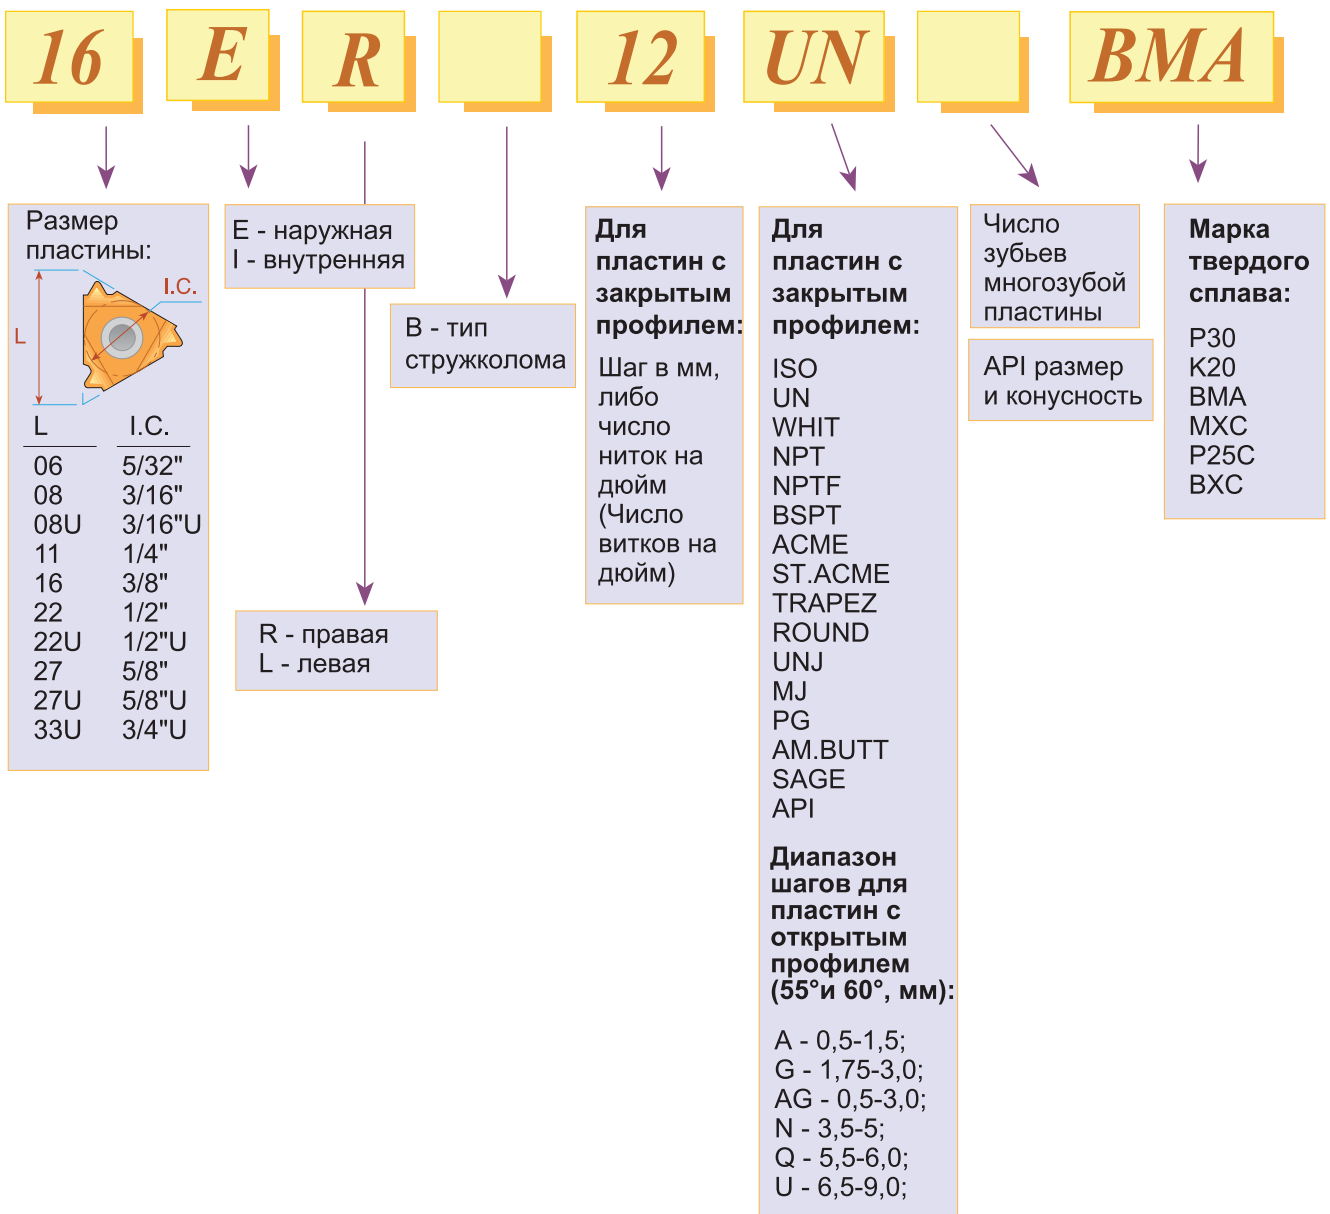 16 E R 12 UN BMA
Размер
пластины:
I.C.
L
L I.C.
06 5/32"
08 3/16"
08U 3/16"U
11 1/4"
16 3/8"
22 1/2"
22U 1/2"U
27 5/8"
27U 5/8"U
33U 3/4"U
E - наружная
I - внутренняя
R - правая
L - левая
B - тип
стружколома
Для
пластин с
закрытым
профилем:
Шаг в мм,
либо
число
ниток на
дюйм
(Число
витков на
дюйм)
Для
пластин с
закрытым
профилем:
ISO
UN
WHIT
NPT
NPTF
BSPT
ACME
ST.ACME
TRAPEZ
ROUND
UNJ
MJ
PG
AM.BUTT
SAGE
API
Диапазон
шагов для
пластин с
открытым
профилем
(55°и 60°, мм):
A - 0,5-1,5;
G - 1,75-3,0;
AG - 0,5-3,0;
N - 3,5-5;
Q - 5,5-6,0;
U - 6,5-9,0;
Число
зубьев
многозубой
пластины
API размер
и конусность
Марка
твердого
сплава:
P30
K20
BMA
MXC
P25C
BXC